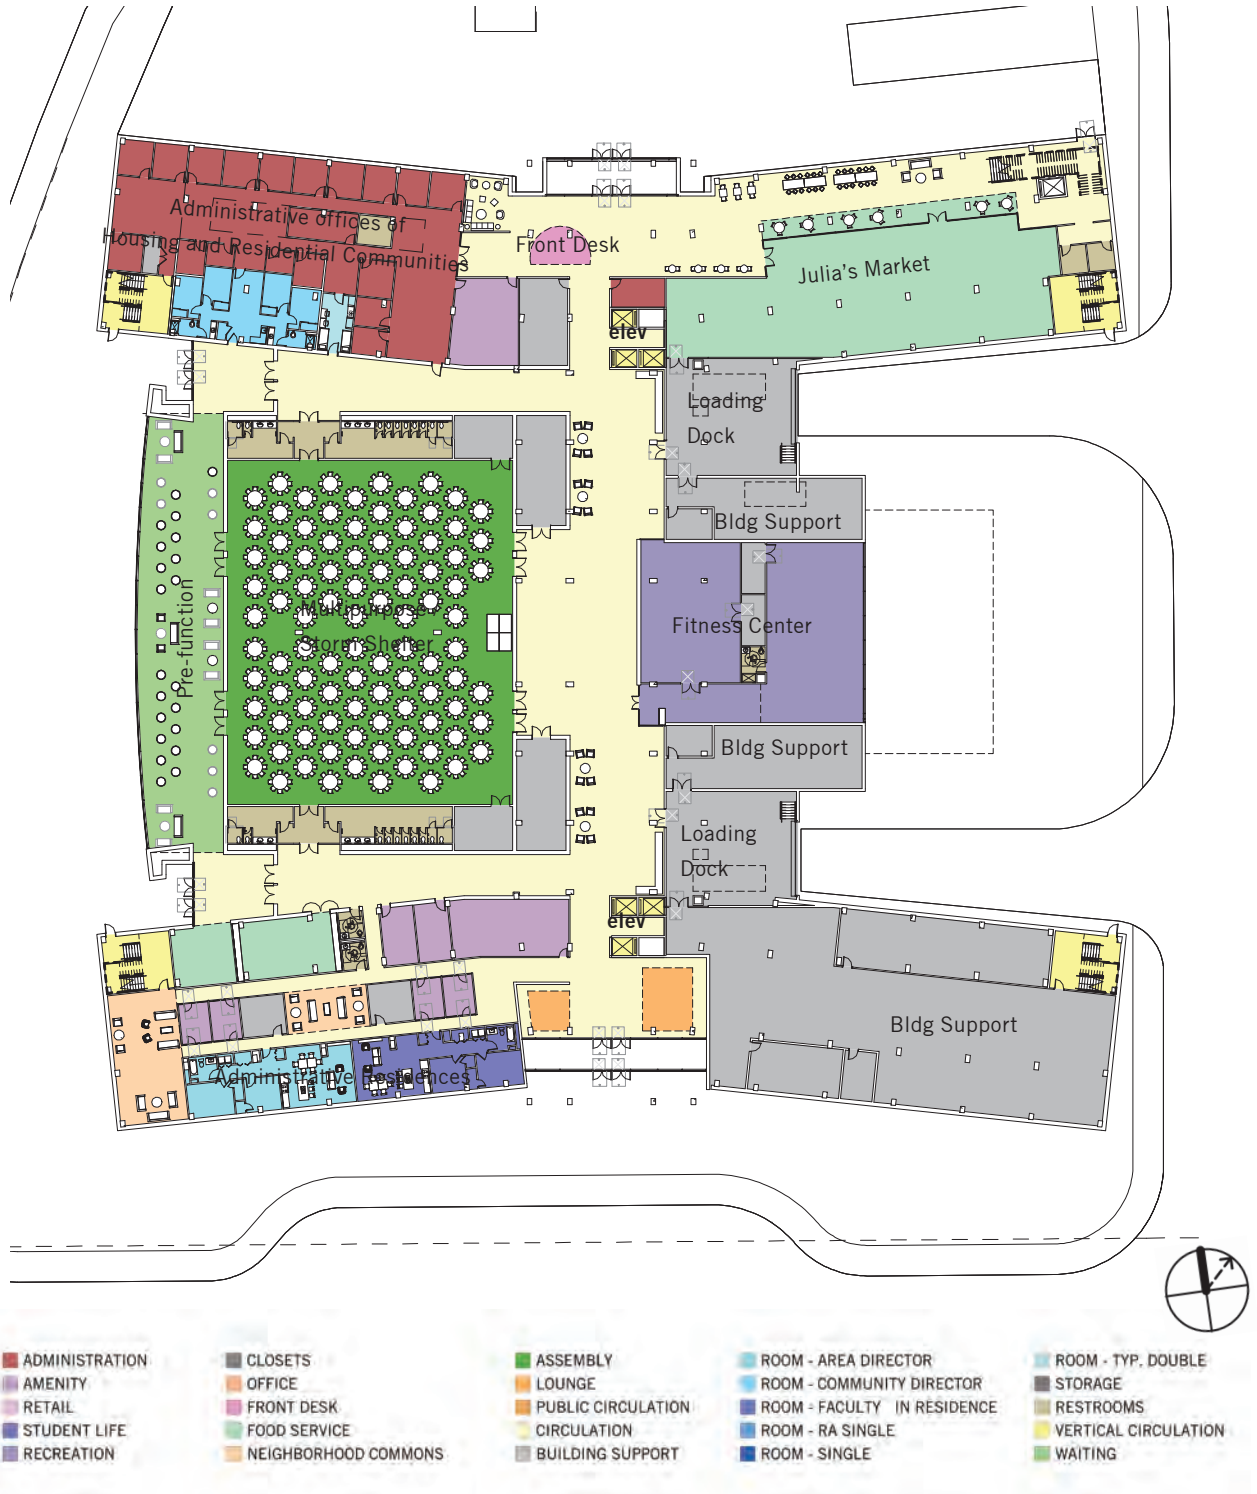 Administrative offices of
Housing and Residential Communities
Front Desk
Julia's Market
elev
Loading
Dock
Bldg Support
Pre-function
Multipurpose
Storm Shelter
Fitness Center
Bldg Support
Loading
Dock
elev
Bldg Support
Administrative Residences
ADMINISTRATION
AMENITY
RETAIL
STUDENT LIFE
RECREATION
CLOSETS
OFFICE
FRONT DESK
FOOD SERVICE
NEIGHBORHOOD COMMONS
ASSEMBLY
LOUNGE
PUBLIC CIRCULATION
CIRCULATION
BUILDING SUPPORT
ROOM - AREA DIRECTOR
ROOM - COMMUNITY DIRECTOR
ROOM - FACULTY IN RESIDENCE
ROOM - RA SINGLE
ROOM - SINGLE
ROOM - TYP. DOUBLE
STORAGE
RESTROOMS
VERTICAL CIRCULATION
WAITING